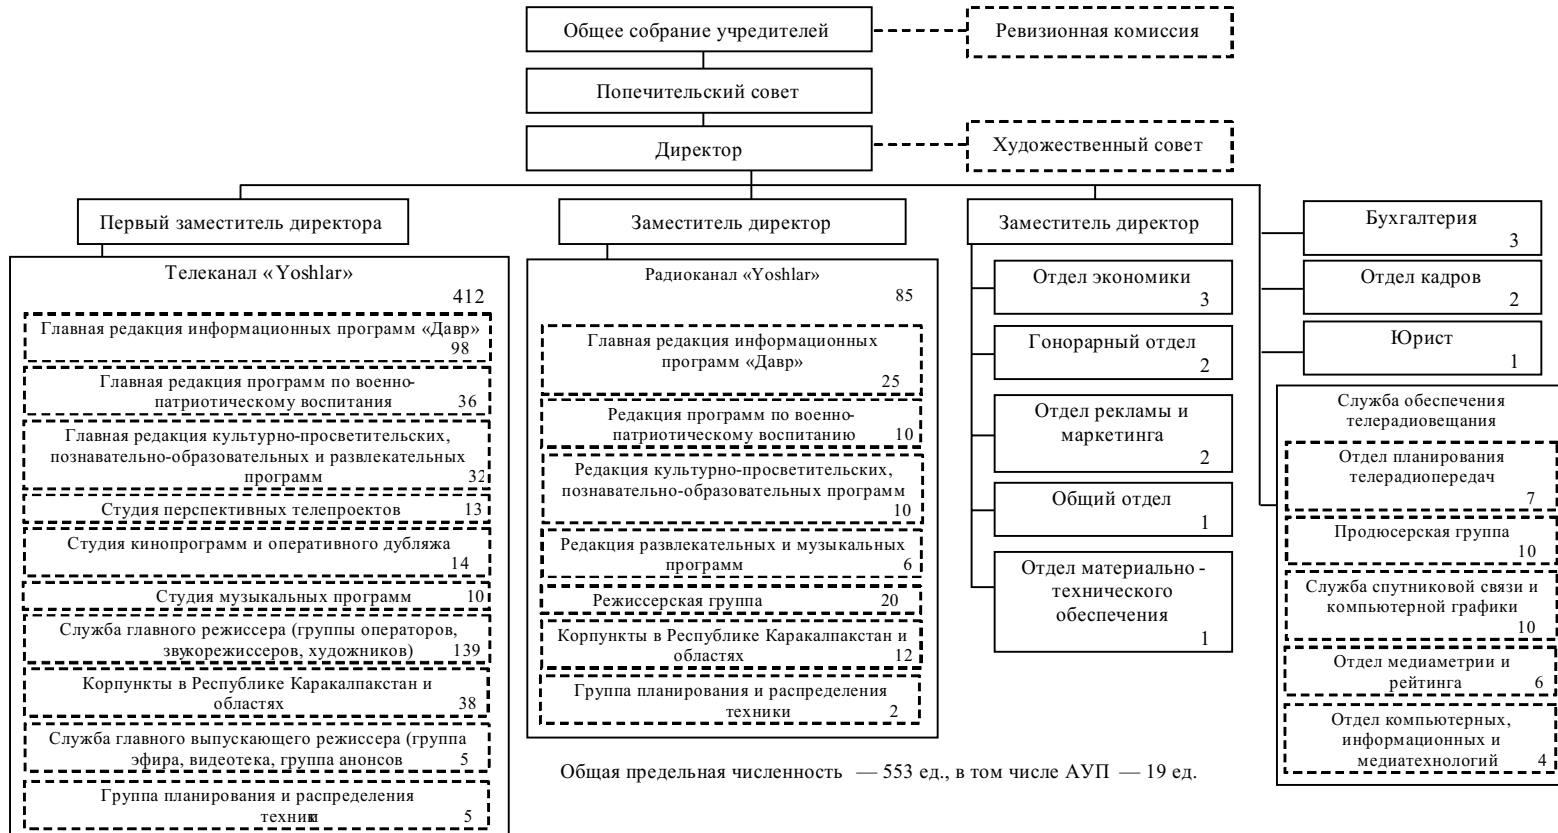 Общее собрание учредителей
Ревизионная комиссия
Попечительский совет
Директор
Художественный совет
Первый заместитель директора
Телеканал «Yoshlar»
412
Главная редакция информационных программ «Давр»
98
Главная редакция программ по военно-
патриотическому воспитания 36
Главная редакция культурно-просветительских,
познавательно-образовательных и развлекательных
программ 32
Студия перспективных телепроектов 13
Студия кинопрограмм и оперативного дубляжа
14
Студия музыкальных программ 10
Служба главного режиссера (группы операторов,
звукорежиссеров, художников) 139
Корпункты в Республике Каракалпакстан и
областях 38
Служба главного выпускающего режиссера (группа
эфира, видеотека, группа анонсов 5
Группа планирования и распределения
техники 5
Заместитель директор
Радиоканал «Yoshlar»
85
Главная редакция информационных
программ «Давр»
25
Редакция программ по военно-
патриотическому воспитанию 10
Редакция культурно-просветительских,
познавательно-образовательных программ
10
Редакция развлекательных и музыкальных
программ 6
Режиссерская группа 20
Корпункты в Республике Каракалпакстан и
областях 12
Группа планирования и распределения
техники 2
Заместитель директор
Отдел экономики
3
Гонорарный отдел
2
Отдел рекламы и
маркетинга
2
Общий отдел
1
Отдел материально-
технического
обеспечения
1
Бухгалтерия
3
Отдел кадров
2
Юрист
1
Служба обеспечения
телерадиовещания
Отдел планирования
телерадиопередач
7
Продюсерская группа
10
Служба спутниковой связи и
компьютерной графики
10
Отдел медиаметрии и
рейтинга 6
Отдел компьютерных,
информационных и
медиатехнологий 4
Общая предельная численность — 553 ед., в том числе АУП — 19 ед.